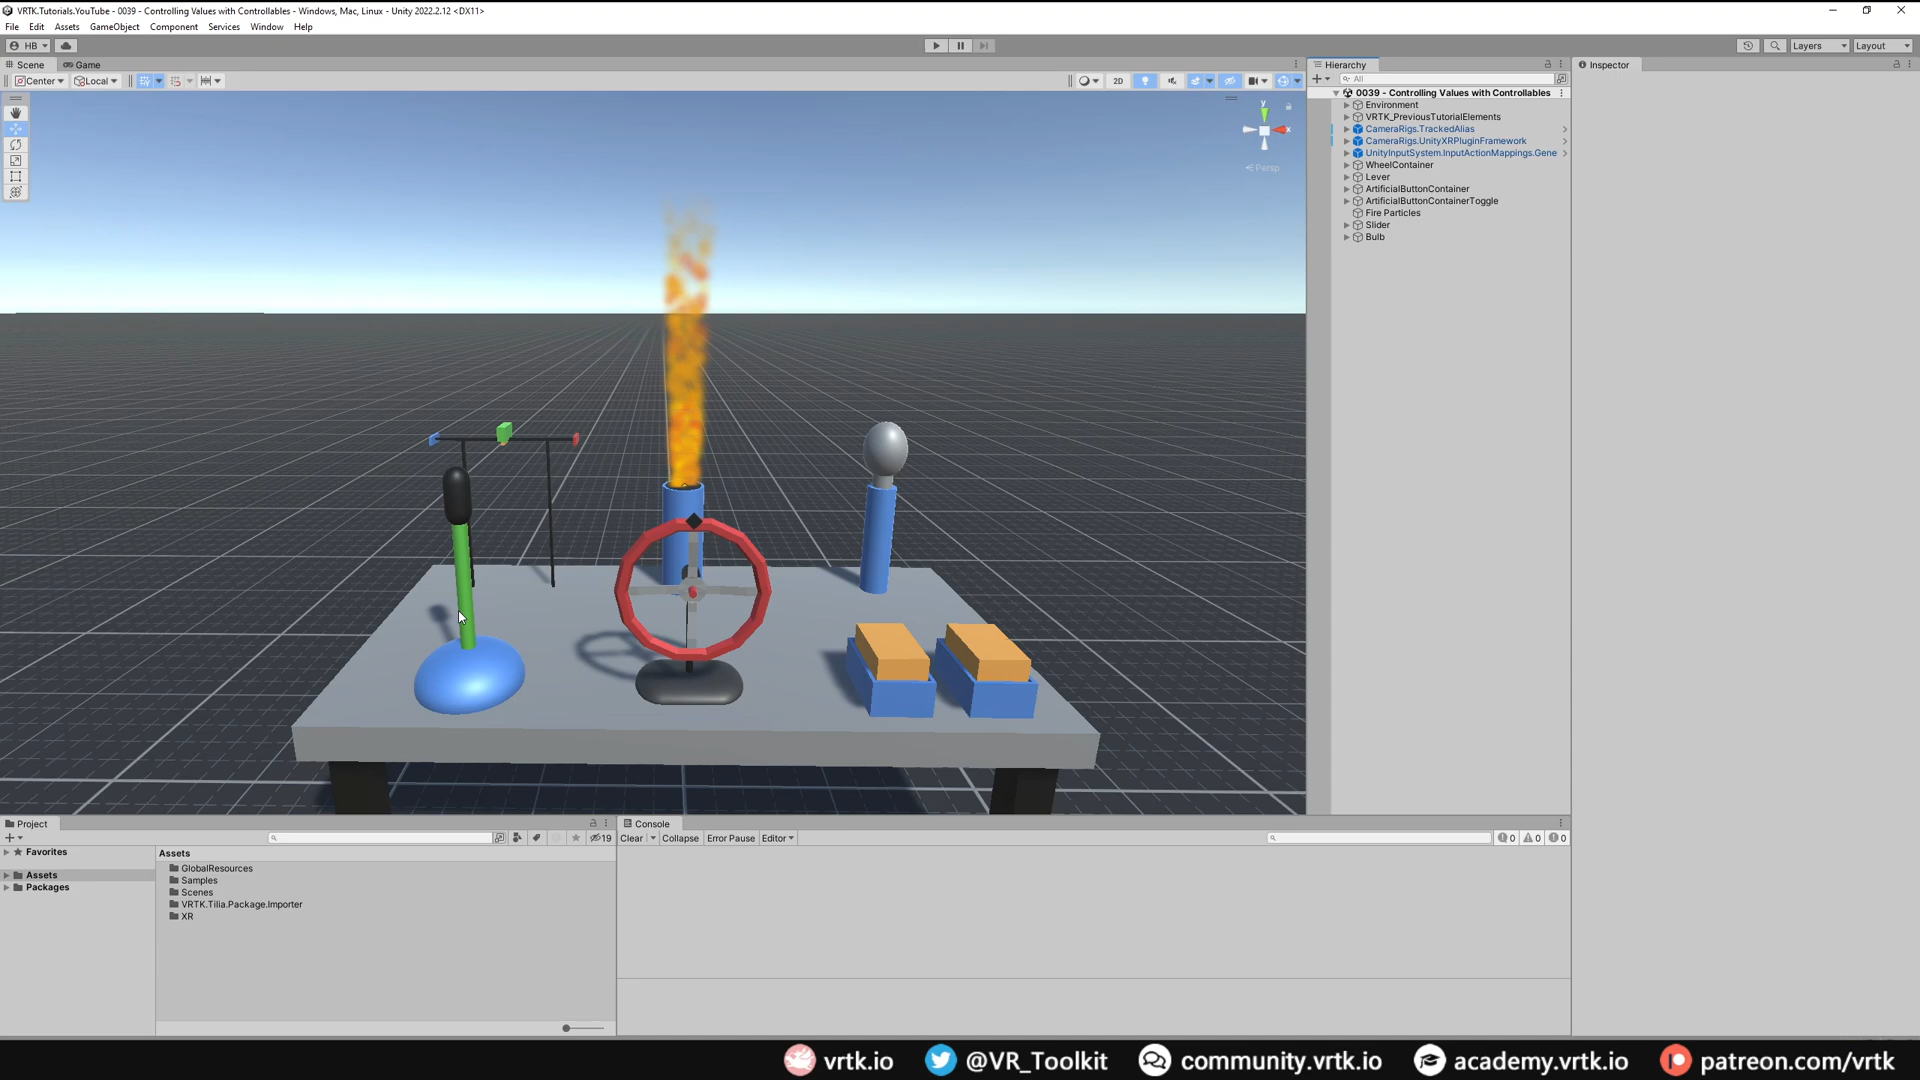 VRTK.Tutorials.YouTube - 0039 - Controlling Values with Controllables - Windows, Mac, Linux - Unity 2022.2.12 <DX11>
File Edit Assets GameObject Component Services Window Help
HB Layers Layout
Scene Game
Center Local 2D
y
x
Persp
Hierarchy
All
0039 - Controlling Values with Controllables
Environment
VRTK_PreviousTutorialElements
CameraRigs.TrackedAlias
CameraRigs.UnityXRPluginFramework
UnityInputSystem.InputActionMappings.Gene
WheelContainer
Lever
ArtificialButtonContainer
ArtificialButtonContainerToggle
Fire Particles
Slider
Bulb
Inspector
Project
19
Favorites
Assets
Packages
Assets
GlobalResources
Samples
Scenes
VRTK.Tilia.Package.Importer
XR
Console
Clear Collapse Error Pause Editor 0 0 0
vrtk.io @VR_Toolkit community.vrtk.io academy.vrtk.io patreon.com/vrtk